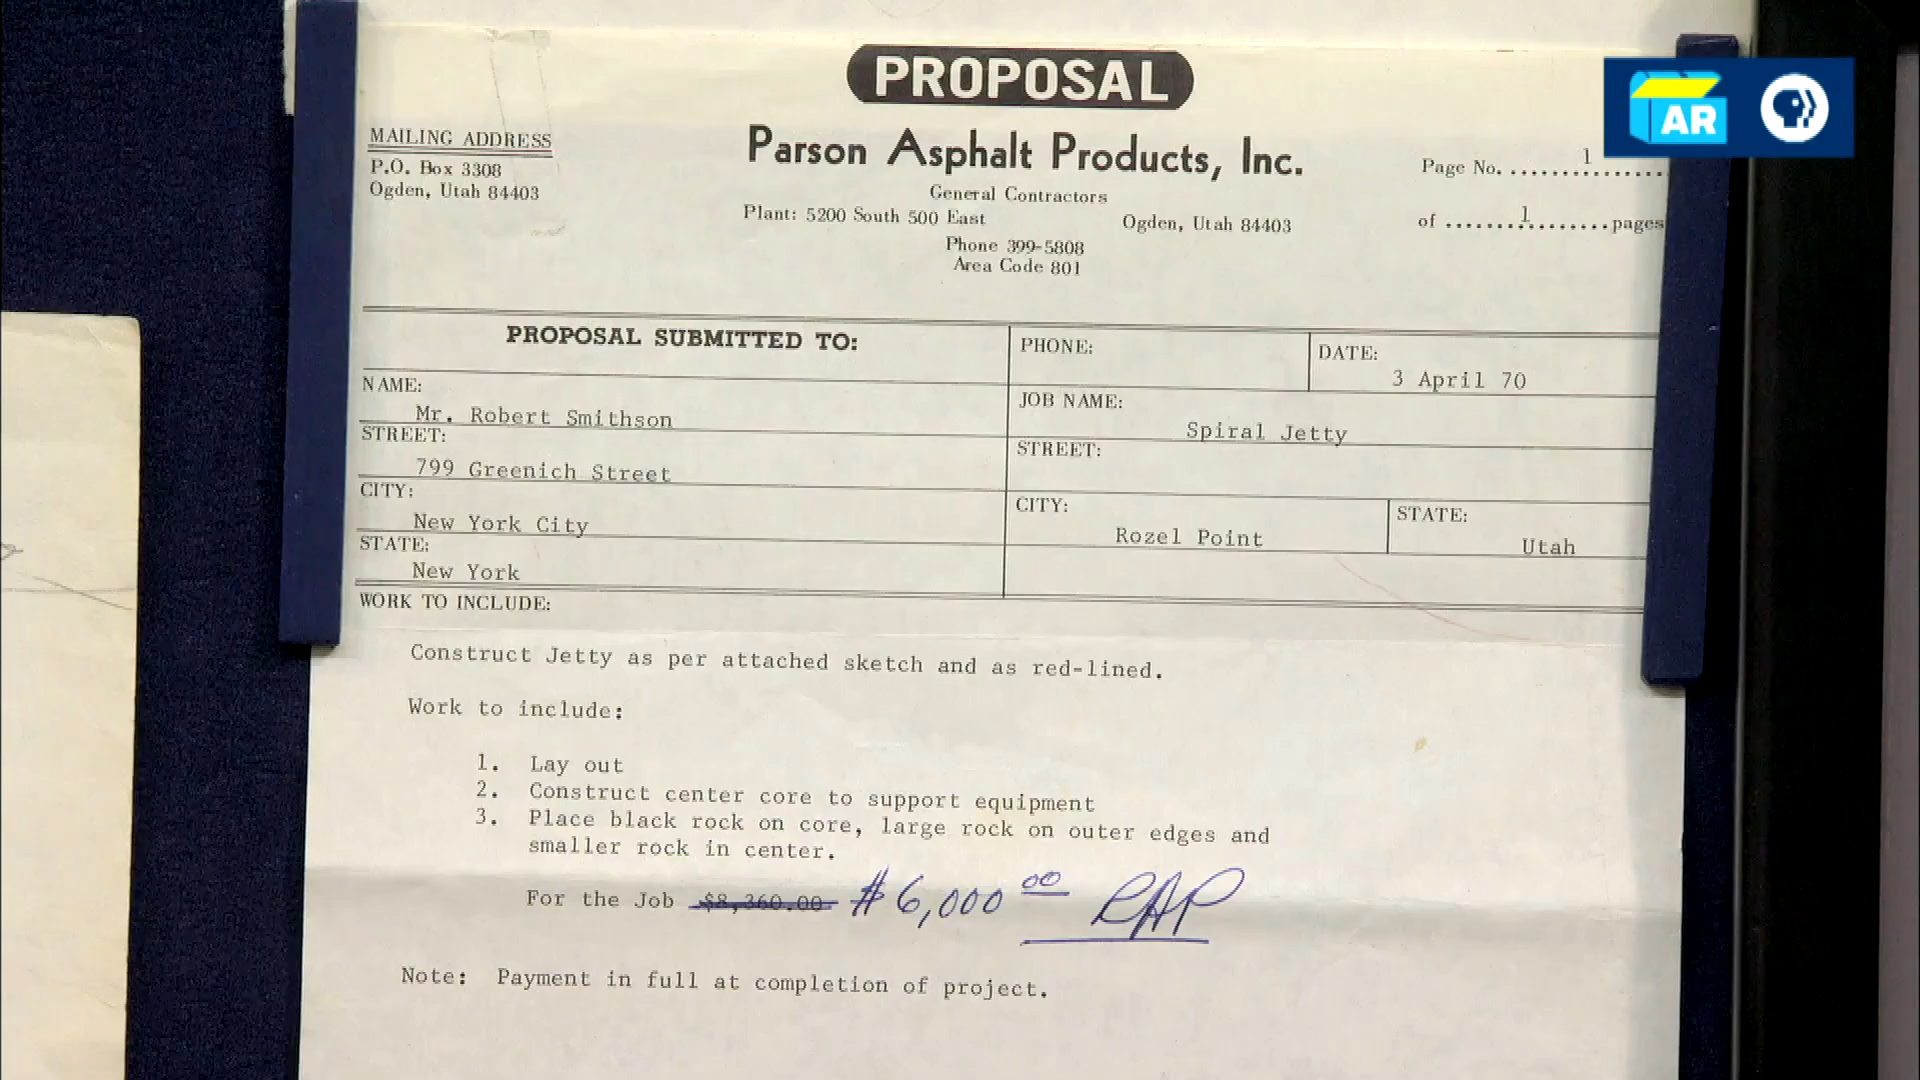 PROPOSAL
AR
MAILING ADDRESS
P.O. Box 3308
Ogden, Utah 84403
Parson Asphalt Products, Inc.
General Contractors
Plant: 5200 South 500 East Ogden, Utah 84403
Phone 399-5808
Area Code 801
Page No. 1
of 1 pages
PROPOSAL SUBMITTED TO:
PHONE:
DATE:
3 April 70
NAME:
Mr. Robert Smithson
JOB NAME:
Spiral Jetty
STREET:
799 Greenich Street
STREET:
CITY:
New York City
CITY:
Rozel Point
STATE:
Utah
STATE:
New York
WORK TO INCLUDE:
Construct Jetty as per attached sketch and as red-lined.
Work to include:
1. Lay out
2. Construct center core to support equipment
3. Place black rock on core, large rock on outer edges and
smaller rock in center.
For the Job $8,360.00 $6,000.00 RAP
Note: Payment in full at completion of project.